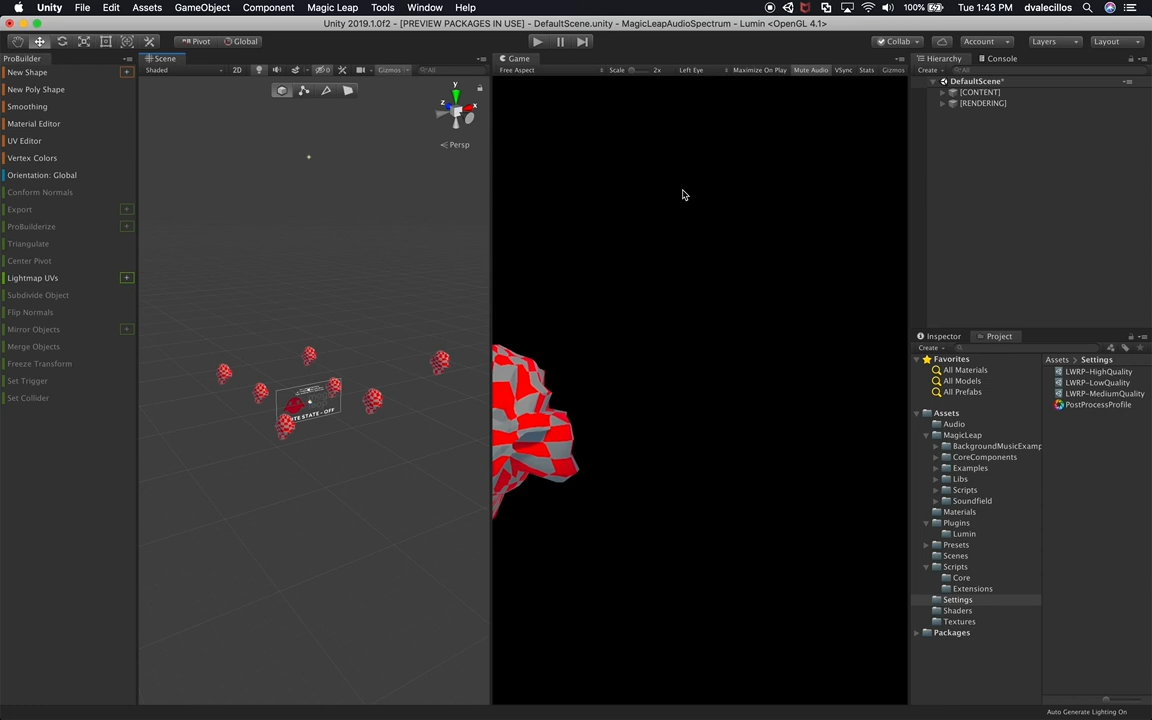 Unity File Edit Assets GameObject Component Magic Leap Tools Window Help
100% Tue 1:43 PM dvalecillos
Unity 2019.1.0f2 - [PREVIEW PACKAGES IN USE] - DefaultScene.unity - MagicLeapAudioSpectrum - Lumin <OpenGL 4.1>
Pivot Global Collab Account Layers Layout
ProBuilder
New Shape
New Poly Shape
Smoothing
Material Editor
UV Editor
Vertex Colors
Orientation: Global
Conform Normals
Export
ProBuilderize
Triangulate
Center Pivot
Lightmap UVs
Subdivide Object
Flip Normals
Mirror Objects
Merge Objects
Freeze Transform
Set Trigger
Set Collider
Scene
Shaded 2D Gizmos All
y
z x
Persp
STATE - OFF
Game
Free Aspect Scale 2x Left Eye Maximize On Play Mute Audio VSync Stats Gizmos
Hierarchy Console
Create All
DefaultScene*
[CONTENT]
[RENDERING]
Inspector Project
Create
Favorites
All Materials
All Models
All Prefabs
Assets
Audio
MagicLeap
BackgroundMusicExamp
CoreComponents
Examples
Libs
Scripts
Soundfield
Materials
Plugins
Lumin
Presets
Scenes
Scripts
Core
Extensions
Settings
Shaders
Textures
Packages
Assets Settings
LWRP-HighQuality
LWRP-LowQuality
LWRP-MediumQuality
PostProcessProfile
Auto Generate Lighting On